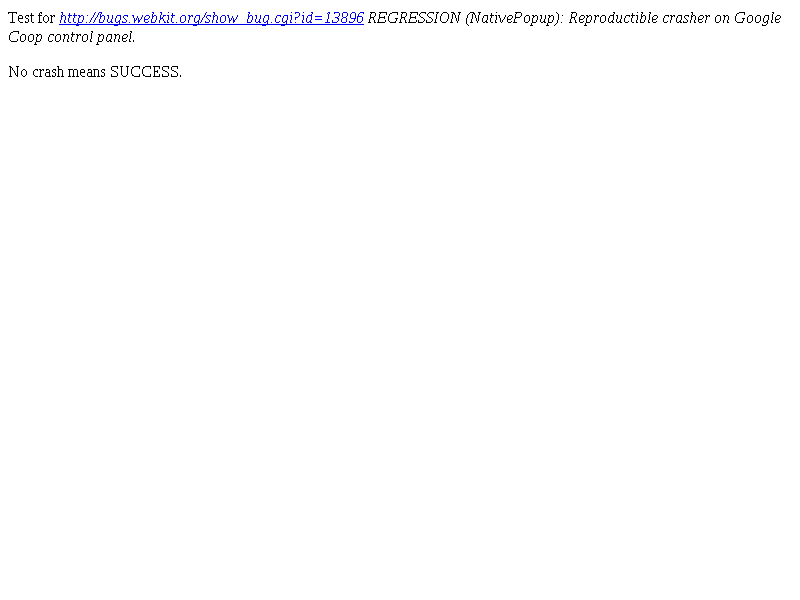 Test for http://bugs.webkit.org/show_bug.cgi?id=13896 REGRESSION (NativePopup): Reproductible crasher on Google
Coop control panel.
No crash means SUCCESS.